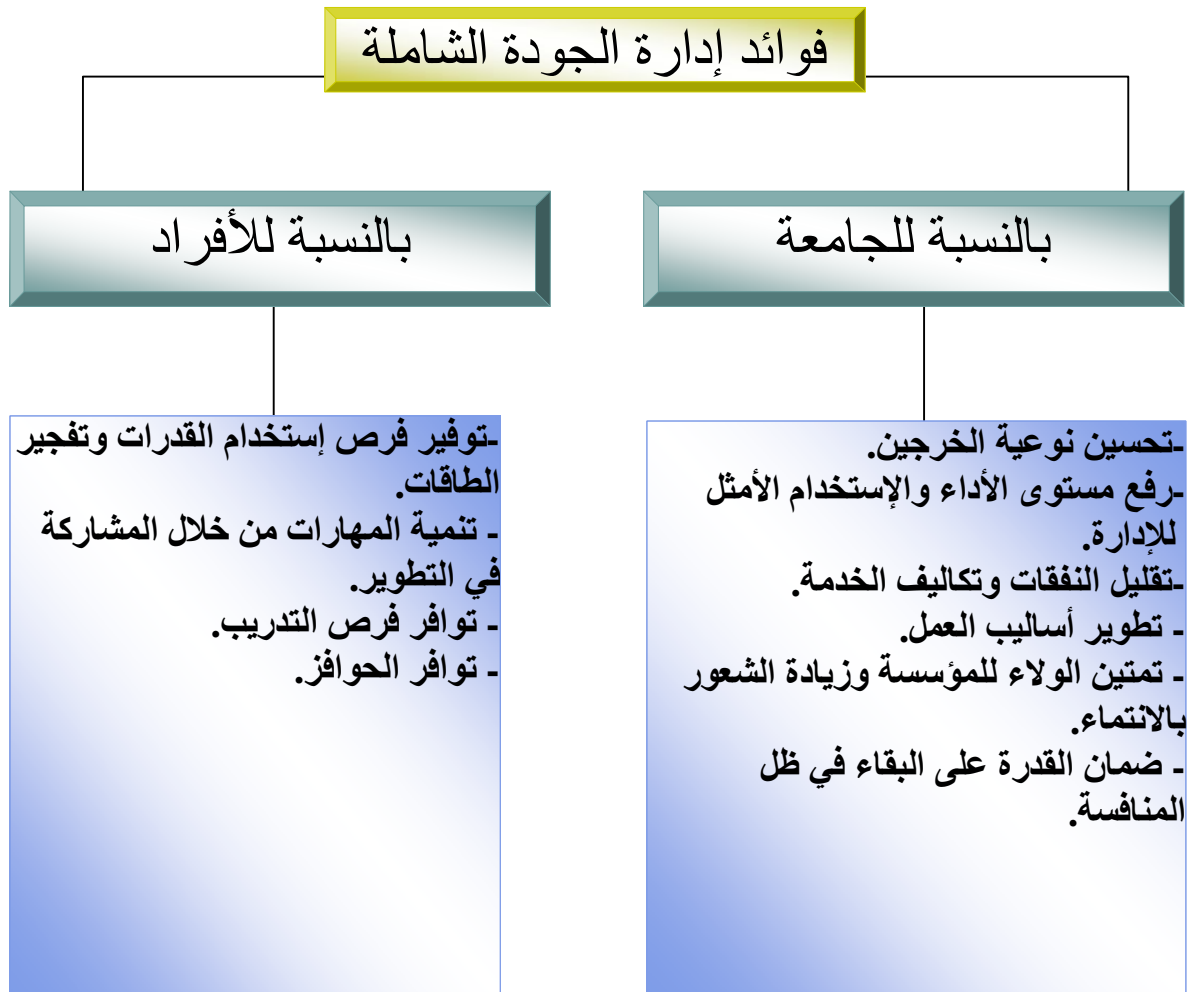 فوائد إدارة الجودة الشاملة
بالنسبة للجامعة
بالنسبة للأفراد
-تحسين نوعية الخرجين.
-رفع مستوى الأداء والإستخدام الأمثل
للإدارة.
-تقليل النفقات وتكاليف الخدمة.
- تطوير أساليب العمل.
- تمتين الولاء للمؤسسة وزيادة الشعور
بالانتماء.
- ضمان القدرة على البقاء في ظل
المنافسة.
-توفير فرص إستخدام القدرات وتفجير
الطاقات.
- تنمية المهارات من خلال المشاركة
في التطوير.
- توافر فرص التدريب.
- توافر الحوافز.